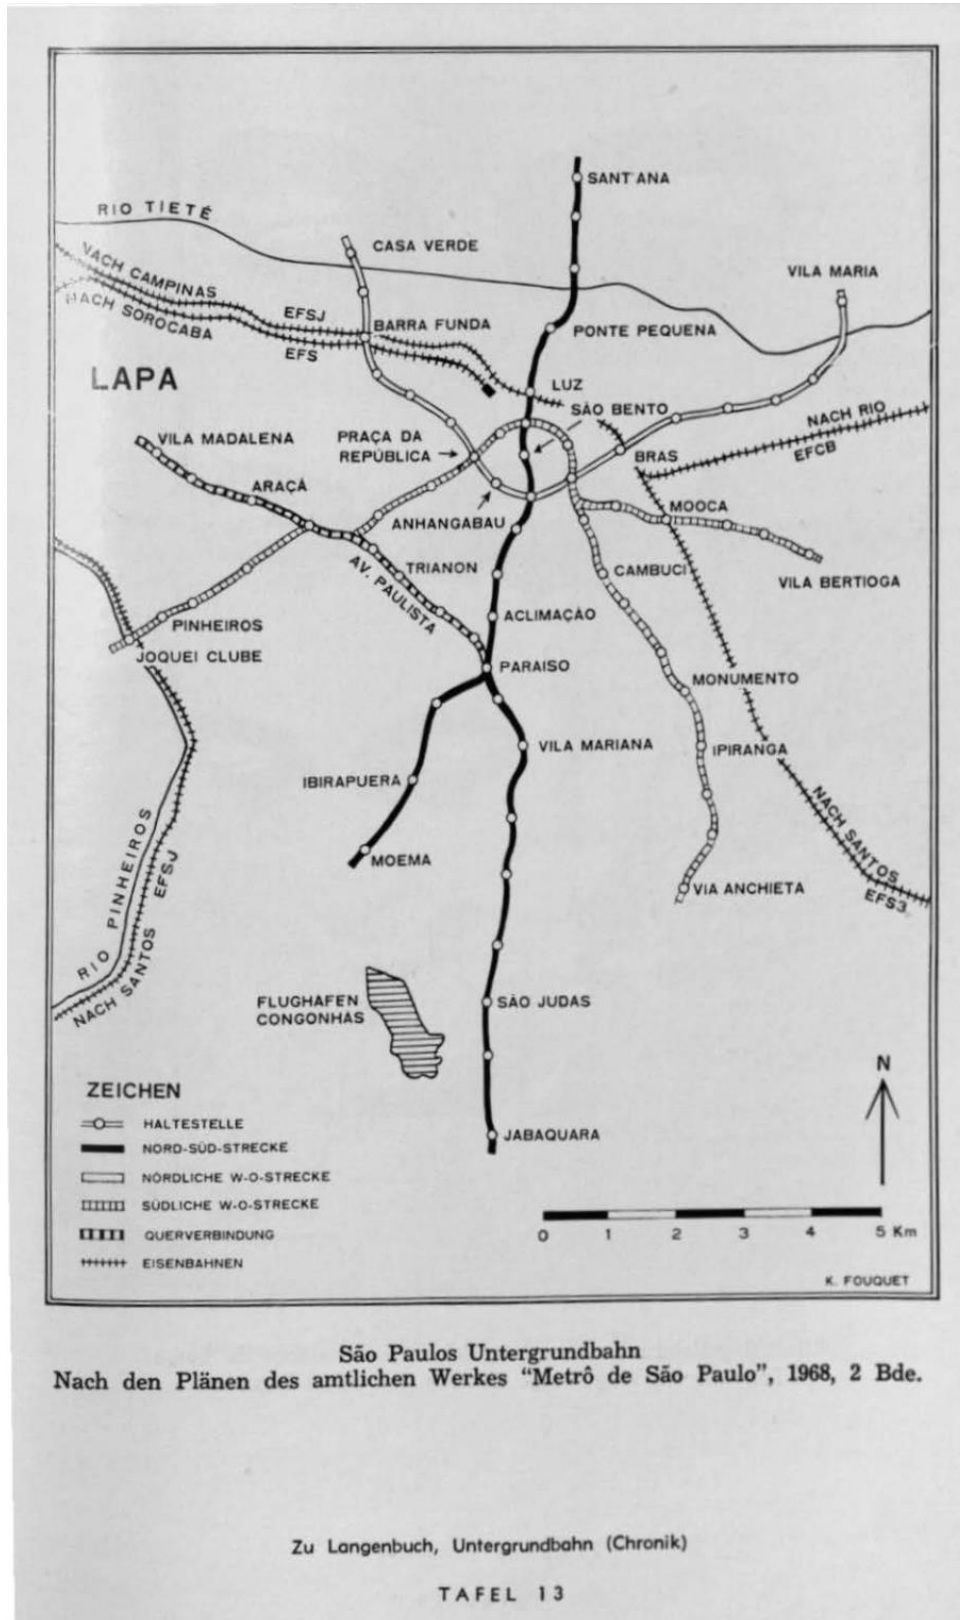 SANT'ANA
RIO TIETÉ
CASA VERDE
NACH CAMPINAS
VILA MARIA
NACH SOROCABA
EFSJ
BARRA FUNDA
PONTE PEQUENA
EFS
LAPA
LUZ
SÃO BENTO
NACH RIO
VILA MADALENA
PRAÇA DA
REPÚBLICA
BRAS
EFCB
ARAÇÁ
MOOCA
ANHANGABAU
TRIANON
CAMBUCI
VILA BERTIOGA
AV. PAULISTA
ACLIMAÇÃO
PINHEIROS
JOQUEI CLUBE
PARAISO
MONUMENTO
VILA MARIANA
IPIRANGA
IBIRAPUERA
NACH SANTOS
RIO PINHEIROS
EFSJ
MOEMA
VIA ANCHIETA
EFS3
NACH SANTOS
FLUGHAFEN
CONGONHAS
SÃO JUDAS
N
ZEICHEN
HALTESTELLE
JABAQUARA
NORD-SÜD-STRECKE
NÖRDLICHE W-O-STRECKE
SÜDLICHE W-O-STRECKE
QUERVERBINDUNG
0 1 2 3 4 5 Km
EISENBAHNEN
K. FOUQUET
São Paulos Untergrundbahn
Nach den Plänen des amtlichen Werkes "Metrô de São Paulo", 1968, 2 Bde.
Zu Langenbuch, Untergrundbahn (Chronik)
TAFEL 13